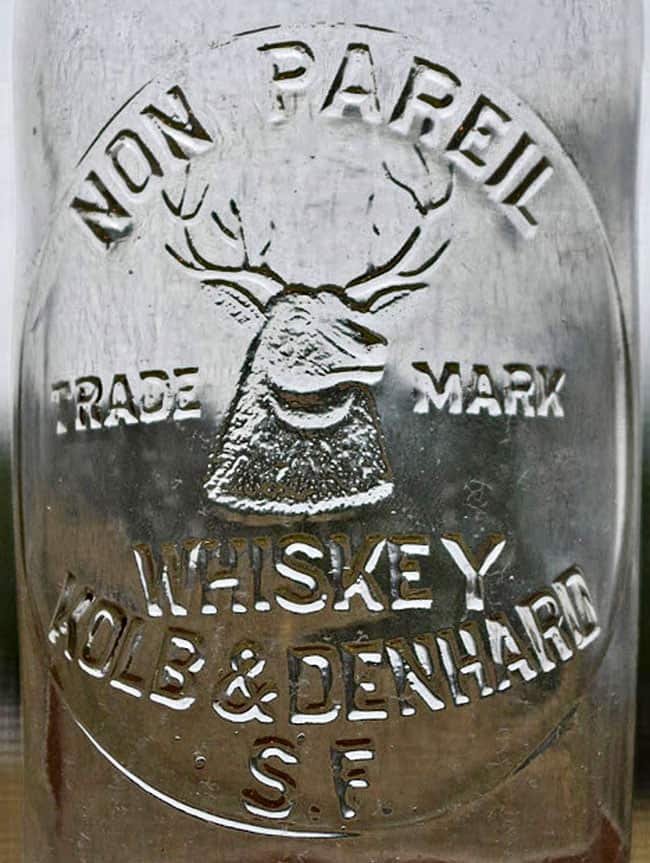 NON PAREIL
TRADE MARK
WHISKEY
KOLB & DENHARD
S.F.